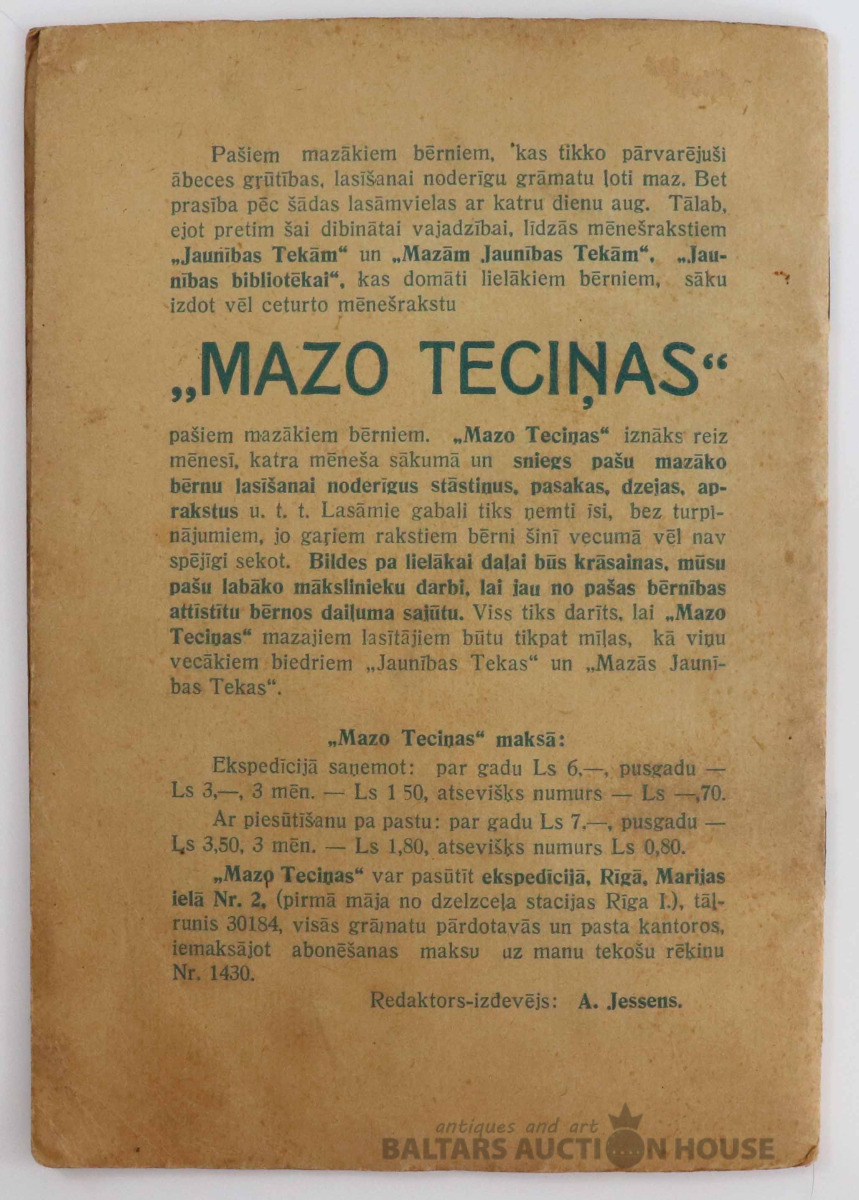 Pašiem mazākiem bērniem, kas tikko pārvarējuši
ābeces gŗūtības, lasīšanai noderīgu grāmatu ļoti maz. Bet
prasība pēc šādas lasāmvielas ar katru dienu aug. Tālab,
ejot pretim šai dibinātai vajadzībai, līdzās mēnešrakstiem
„Jaunības Tekām“ un „Mazām Jaunības Tekām“, „Jau-
nības bibliotēkai“, kas domāti lielākiem bērniem, sāku
izdot vēl ceturto mēnešrakstu
„MAZO TECIŅAS“
pašiem mazākiem bērniem. „Mazo Teciņas“ iznāks reiz
mēnesī, katra mēneša sākumā un sniegs pašu mazāko
bērnu lasīšanai noderīgus stāstiņus, pasakas, dzejas, ap-
rakstus u. t. t. Lasāmie gabali tiks ņemti īsi, bez turpi-
nājumiem, jo gaŗiem rakstiem bērni šinī vecumā vēl nav
spējīgi sekot. Bildes pa lielākai daļai būs krāsainas, mūsu
pašu labāko mākslinieku darbi, lai jau no pašas bērnības
attīstītu bērnos daiļuma sajūtu. Viss tiks darīts, lai „Mazo
Teciņas“ mazajiem lasītājiem būtu tikpat mīļas, kā viņu
vecākiem biedriem „Jaunības Tekas“ un „Mazās Jaunī-
bas Tekas“.
„Mazo Teciņas“ maksā:
Ekspedīcijā saņemot: par gadu Ls 6,—, pusgadu —
Ls 3,—, 3 mēn. — Ls 1 50, atsevišķs numurs — Ls —,70.
Ar piesūtīšanu pa pastu: par gadu Ls 7,—, pusgadu —
Ls 3,50, 3 mēn. — Ls 1,80, atsevišķs numurs Ls 0,80.
„Mazo Teciņas“ var pasūtīt ekspedīcijā, Rīgā, Marijas
ielā Nr. 2, (pirmā māja no dzelzceļa stacijas Rīga I.), tāļ-
runis 30184, visās grāmatu pārdotavās un pasta kantoros,
iemaksājot abonēšanas maksu uz manu tekošu rēķinu
Nr. 1430.
Redaktors-izdevējs: A. Jessens.
antiques and art
BALTARS AUCTION HOUSE